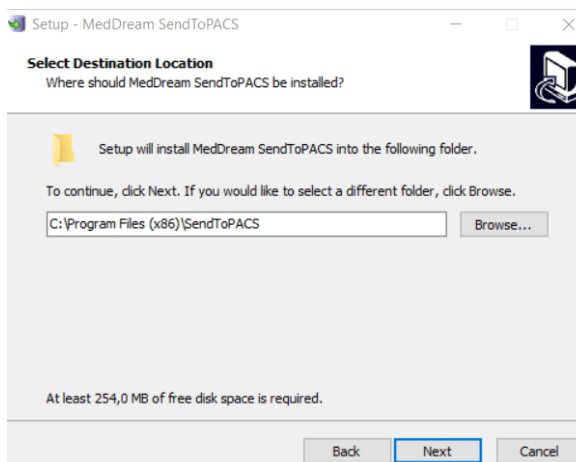 Setup - MedDream SendToPACS
Select Destination Location
Where should MedDream SendToPACS be installed?
Setup will install MedDream SendToPACS into the following folder.
To continue, click Next. If you would like to select a different folder, click Browse.
C:\Program Files (x86)\SendToPACS
Browse...
At least 254,0 MB of free disk space is required.
Back
Next
Cancel